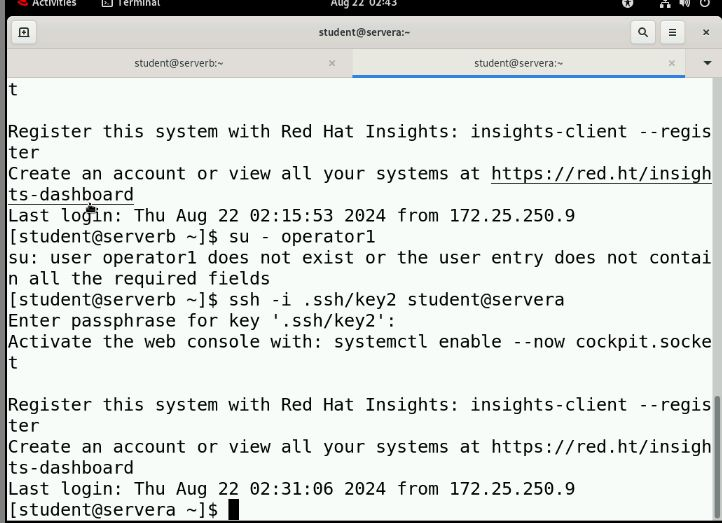 Activities Terminal Aug 22 02:43
student@servera:~
student@serverb:~ × student@servera:~ ×
t
Register this system with Red Hat Insights: insights-client --regis
ter
Create an account or view all your systems at https://red.ht/insigh
ts-dashboard
Last login: Thu Aug 22 02:15:53 2024 from 172.25.250.9
[student@serverb ~]$ su - operator1
su: user operator1 does not exist or the user entry does not contai
n all the required fields
[student@serverb ~]$ ssh -i .ssh/key2 student@servera
Enter passphrase for key '.ssh/key2':
Activate the web console with: systemctl enable --now cockpit.socke
t
Register this system with Red Hat Insights: insights-client --regis
ter
Create an account or view all your systems at https://red.ht/insigh
ts-dashboard
Last login: Thu Aug 22 02:31:06 2024 from 172.25.250.9
[student@servera ~]$